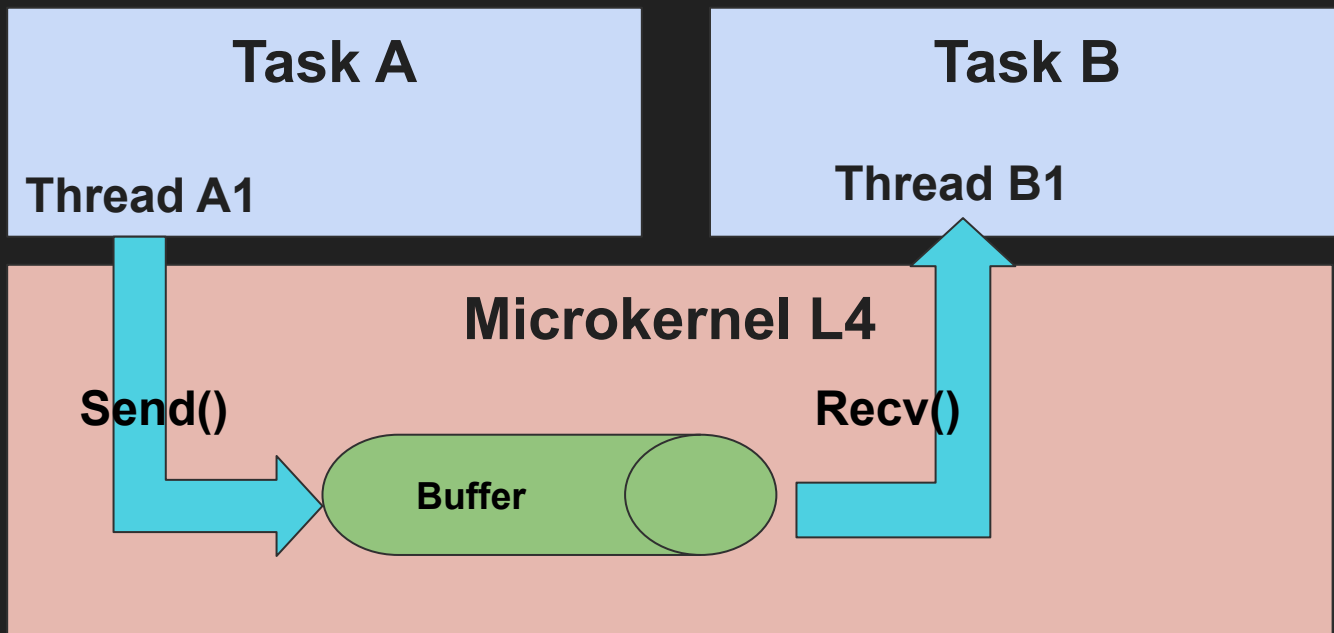 Task A
Task B
Thread A1
Thread B1
Microkernel L4
Send()
Recv()
Buffer